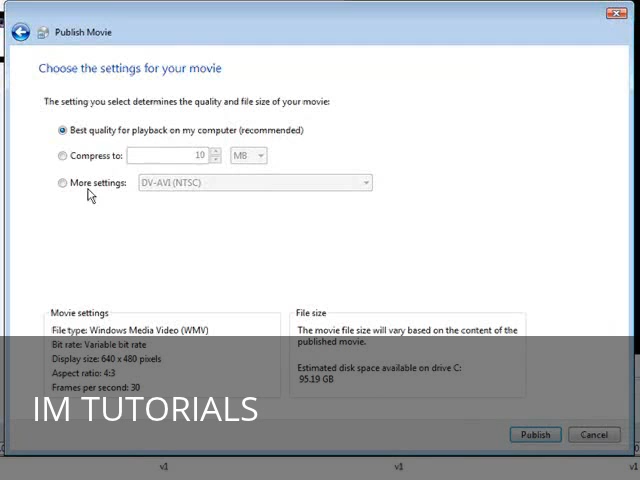 Publish Movie
Choose the settings for your movie
The setting you select determines the quality and file size of your movie:
Best quality for playback on my computer (recommended)
Compress to: 10 MB
More settings: DV-AVI (NTSC)
Movie settings
File type: Windows Media Video (WMV)
Bit rate: Variable bit rate
Display size: 640 x 480 pixels
Aspect ratio: 4:3
Frames per second: 30
File size
The movie file size will vary based on the content of the
published movie.
Estimated disk space available on drive C:
95.19 GB
IM TUTORIALS
Publish Cancel
v1 v1 v1